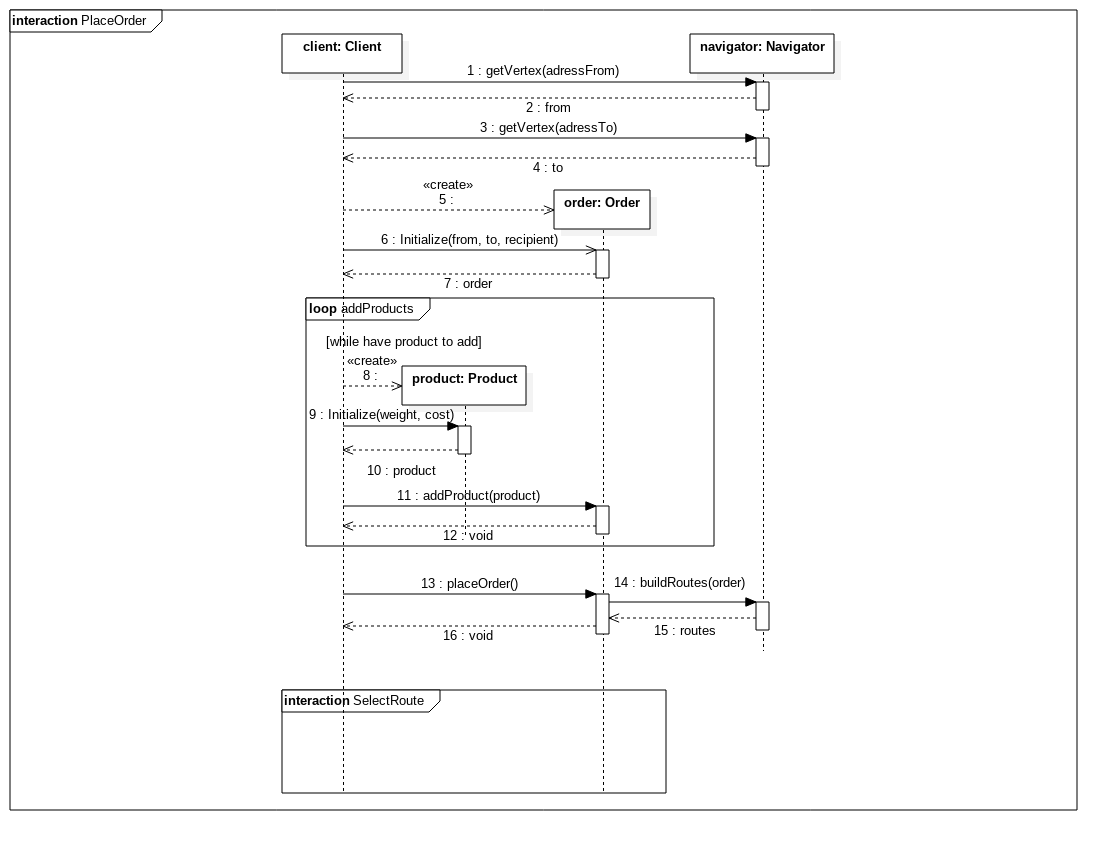 interaction PlaceOrder
client: Client
navigator: Navigator
1 : getVertex(adressFrom)
2 : from
3 : getVertex(adressTo)
4 : to
«create»
5 :
order: Order
6 : Initialize(from, to, recipient)
7 : order
loop addProducts
[while have product to add]
«create»
8 :
product: Product
9 : Initialize(weight, cost)
10 : product
11 : addProduct(product)
12 : void
13 : placeOrder()
14 : buildRoutes(order)
15 : routes
16 : void
interaction SelectRoute